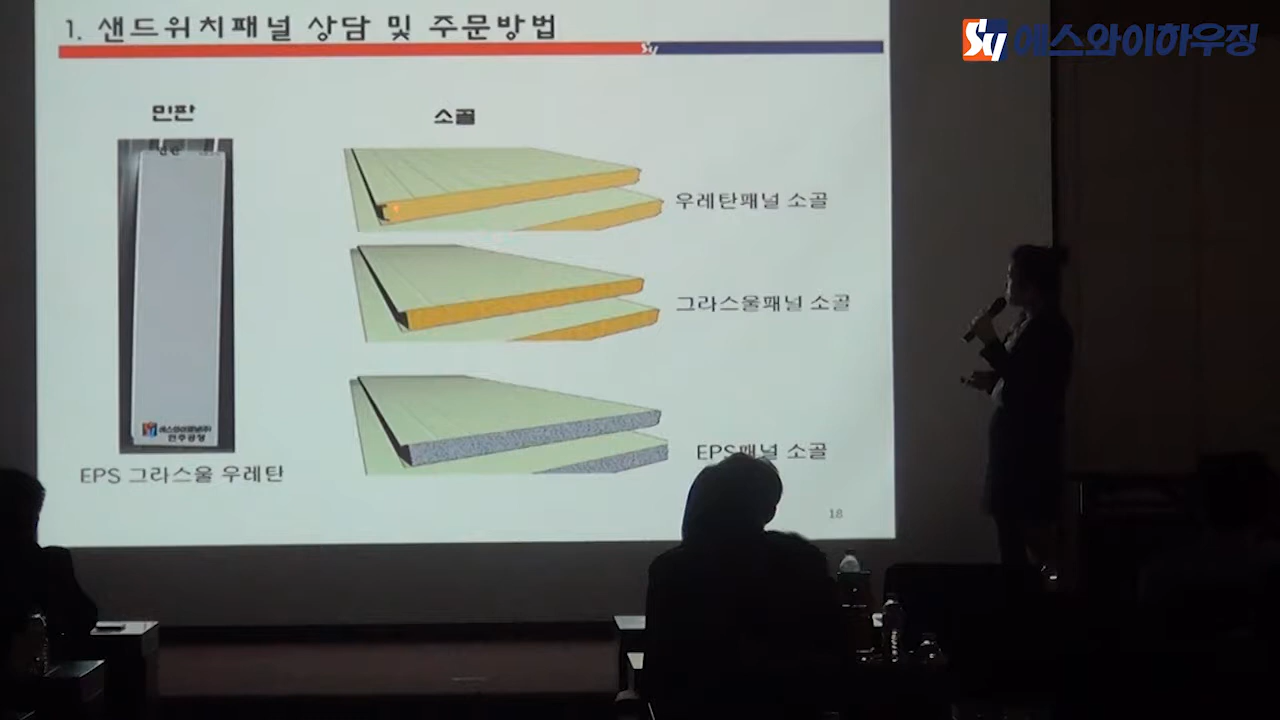 1. 샌드위치패널 상담 및 주문방법
SY
SY 에스와이하우징
민판
소골
우레탄패널 소골
그라스울패널 소골
EPS패널 소골
EPS 그라스울 우레탄
18